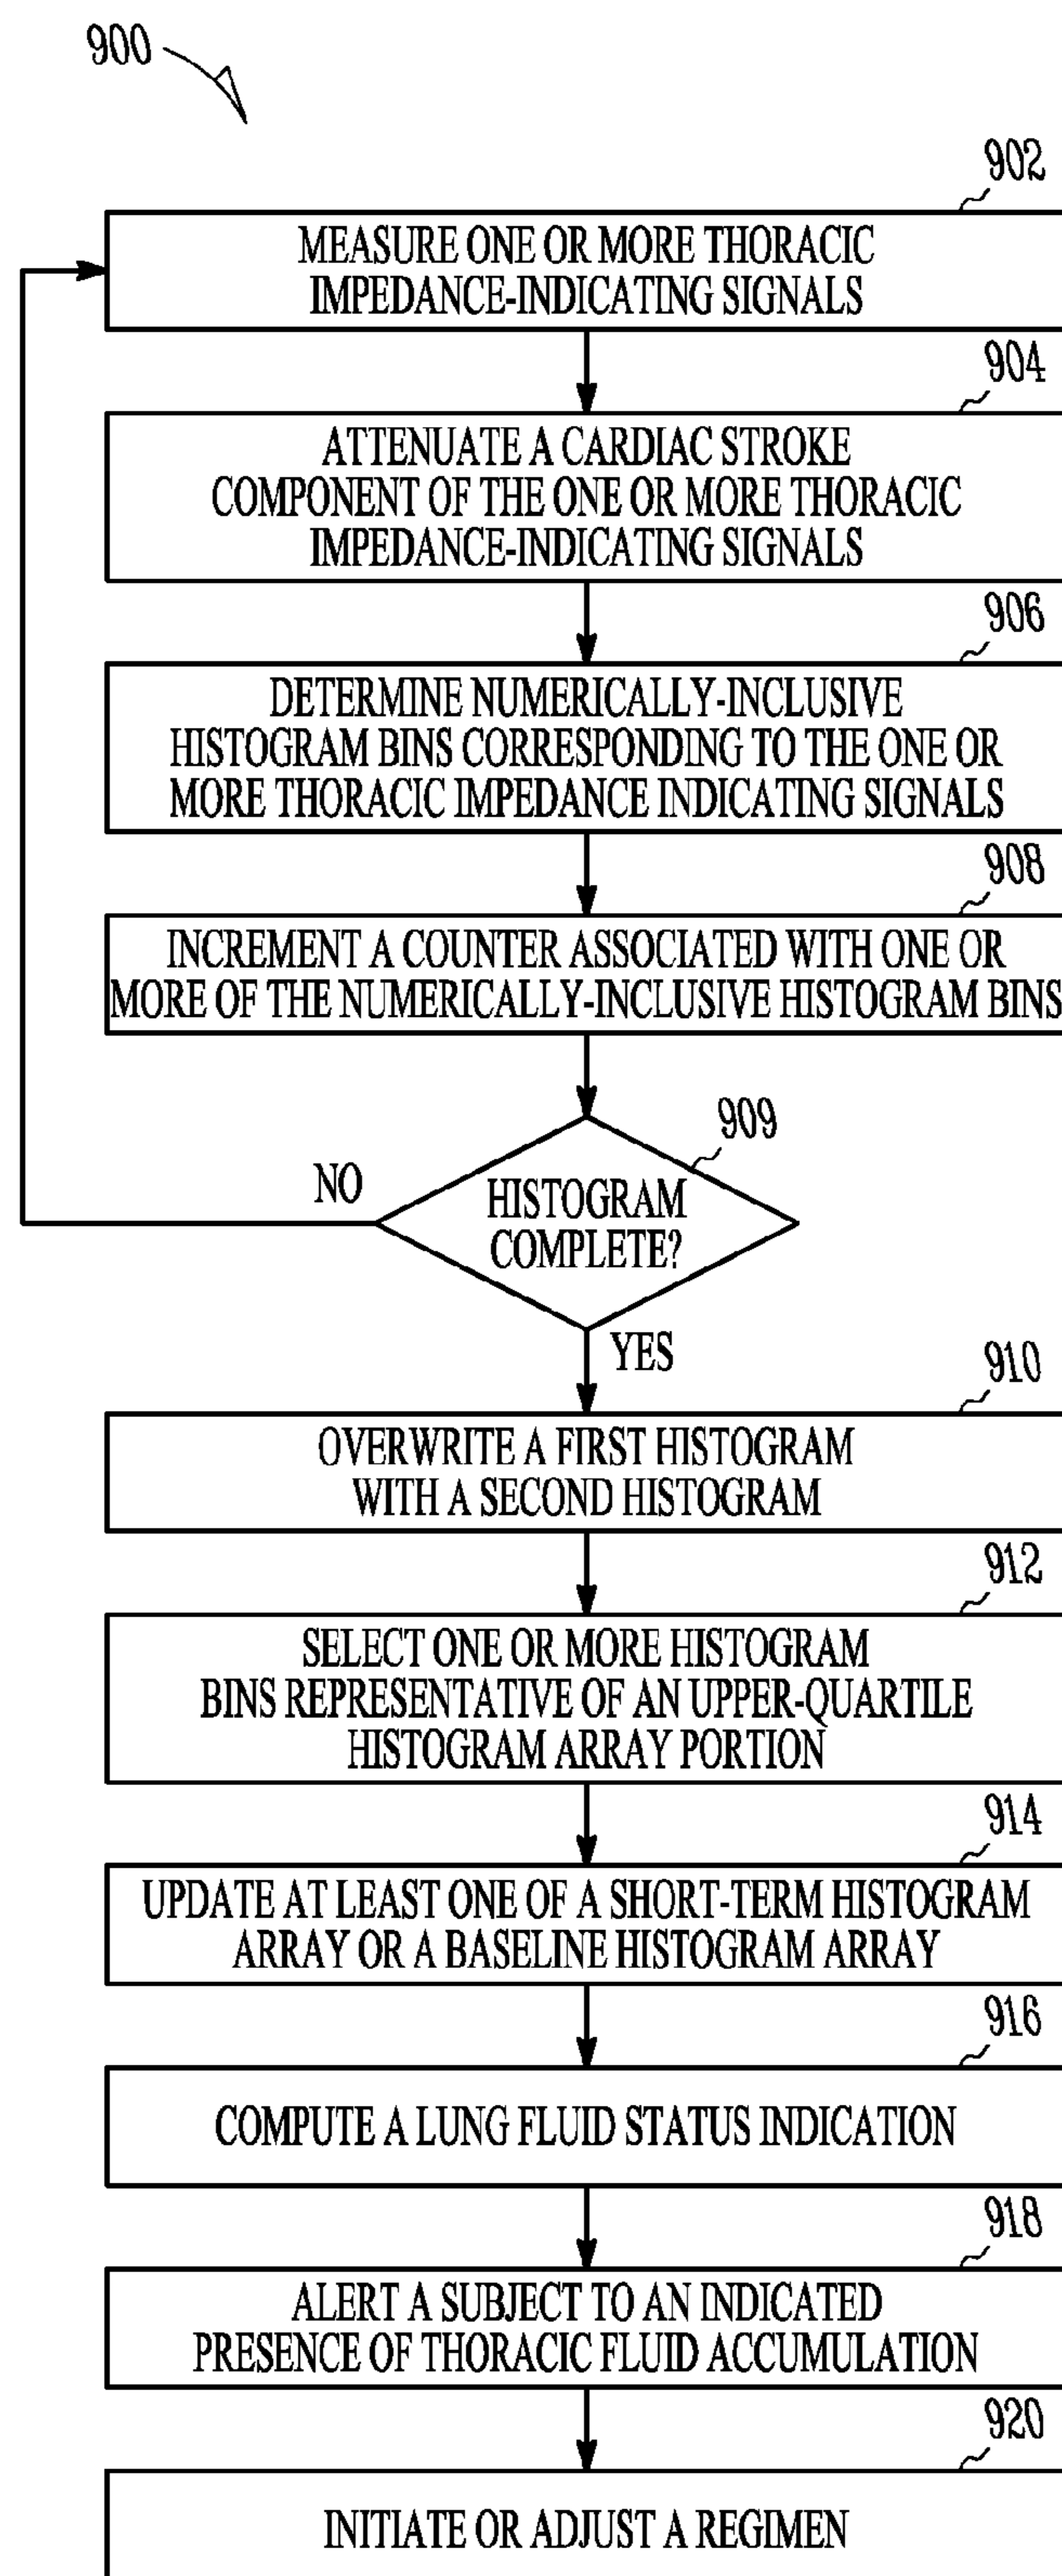 900
902
MEASURE ONE OR MORE THORACIC
IMPEDANCE-INDICATING SIGNALS
904
ATTENUATE A CARDIAC STROKE
COMPONENT OF THE ONE OR MORE THORACIC
IMPEDANCE-INDICATING SIGNALS
906
DETERMINE NUMERICALLY-INCLUSIVE
HISTOGRAM BINS CORRESPONDING TO THE ONE OR
MORE THORACIC IMPEDANCE INDICATING SIGNALS
908
INCREMENT A COUNTER ASSOCIATED WITH ONE OR
MORE OF THE NUMERICALLY-INCLUSIVE HISTOGRAM BINS
909
NO
HISTOGRAM
COMPLETE?
YES
910
OVERWRITE A FIRST HISTOGRAM
WITH A SECOND HISTOGRAM
912
SELECT ONE OR MORE HISTOGRAM
BINS REPRESENTATIVE OF AN UPPER-QUARTILE
HISTOGRAM ARRAY PORTION
914
UPDATE AT LEAST ONE OF A SHORT-TERM HISTOGRAM
ARRAY OR A BASELINE HISTOGRAM ARRAY
916
COMPUTE A LUNG FLUID STATUS INDICATION
918
ALERT A SUBJECT TO AN INDICATED
PRESENCE OF THORACIC FLUID ACCUMULATION
920
INITIATE OR ADJUST A REGIMEN